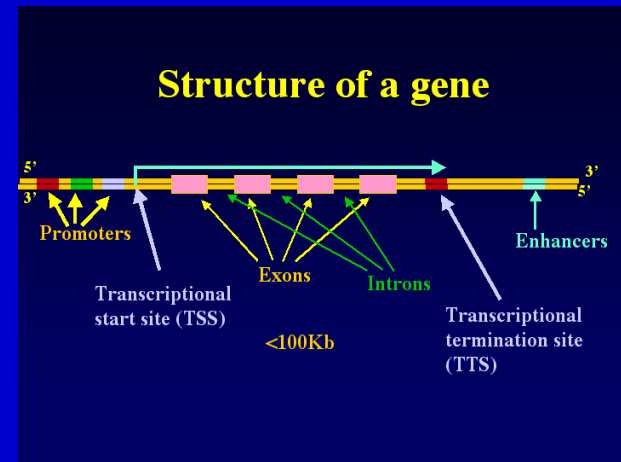 Structure of a gene
5’
3’
3’
5’
Promoters
Enhancers
Exons
Introns
Transcriptional
start site (TSS)
Transcriptional
termination site
(TTS)
<100Kb